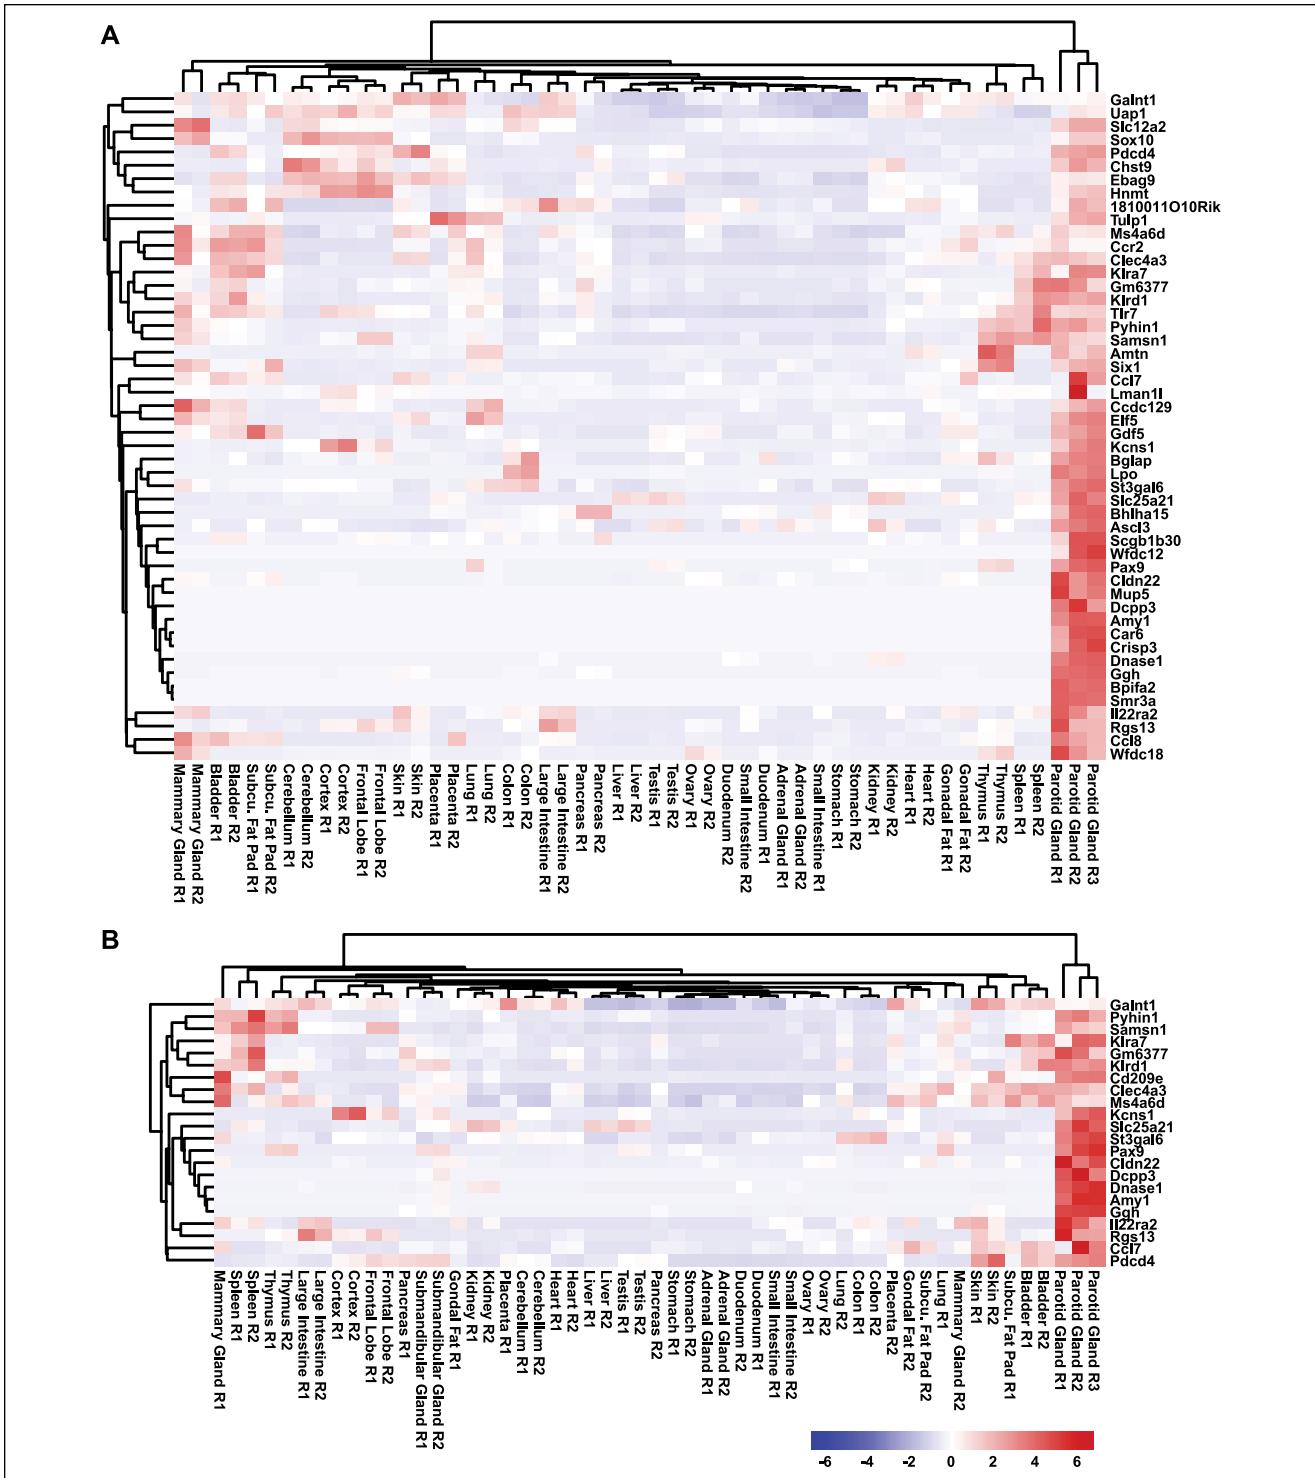 A
Galnt1
Uap1
Slc12a2
Sox10
Pdcd4
Chst9
Ebag9
Hnmt
1810011O10Rik
Tulp1
Ms4a6d
Ccr2
Clec4a3
Klra7
Gm6377
Klrd1
Tlr7
Pyhin1
Samsn1
Amtn
Six1
Ccl7
Lman1l
Ccdc129
Elf5
Gdf5
Kcns1
Bglap
Lpo
St3gal6
Slc25a21
Bhlha15
Ascl3
Scgb1b30
Wfdc12
Pax9
Cldn22
Mup5
Dcpp3
Amy1
Car6
Crisp3
Dnase1
Ggh
Bpifa2
Smr3a
Il22ra2
Rgs13
Ccl8
Wfdc18
Mammary Gland R1
Mammary Gland R2
Bladder R1
Bladder R2
Subcu. Fat Pad R1
Subcu. Fat Pad R2
Cerebellum R1
Cerebellum R2
Cortex R1
Cortex R2
Frontal Lobe R1
Frontal Lobe R2
Skin R1
Skin R2
Placenta R1
Placenta R2
Lung R1
Lung R2
Colon R1
Colon R2
Large Intestine R1
Large Intestine R2
Pancreas R1
Pancreas R2
Liver R1
Liver R2
Testis R1
Testis R2
Ovary R1
Ovary R2
Duodenum R2
Small Intestine R2
Duodenum R1
Adrenal Gland R1
Adrenal Gland R2
Small Intestine R1
Stomach R1
Stomach R2
Kidney R1
Kidney R2
Heart R1
Heart R2
Gonadal Fat R1
Gonadal Fat R2
Thymus R1
Thymus R2
Spleen R1
Spleen R2
Parotid Gland R1
Parotid Gland R2
Parotid Gland R3
B
Galnt1
Pyhin1
Samsn1
Klra7
Gm6377
Klrd1
Cd209e
Clec4a3
Ms4a6d
Kcns1
Slc25a21
St3gal6
Pax9
Cldn22
Dcpp3
Dnase1
Amy1
Ggh
Il22ra2
Rgs13
Ccl7
Pdcd4
Mammary Gland R1
Spleen R1
Spleen R2
Thymus R1
Thymus R2
Large Intestine R1
Large Intestine R2
Cortex R1
Cortex R2
Frontal Lobe R1
Frontal Lobe R2
Pancreas R1
Submandibular Gland R1
Submandibular Gland R2
Gondal Fat R1
Kidney R1
Kidney R2
Placenta R1
Cerebellum R1
Cerebellum R2
Heart R1
Heart R2
Liver R1
Liver R2
Testis R1
Testis R2
Pancreas R2
Stomach R1
Stomach R2
Adrenal Gland R1
Adrenal Gland R2
Duodenum R2
Duodenum R1
Small Intestine R1
Small Intestine R2
Ovary R1
Ovary R2
Lung R2
Colon R1
Colon R2
Placenta R2
Gondal Fat R2
Subcu. Fat Pad R2
Lung R1
Mammary Gland R2
Skin R1
Skin R2
Subcu. Fat Pad R1
Bladder R1
Bladder R2
Parotid Gland R1
Parotid Gland R2
Parotid Gland R3
-6 -4 -2 0 2 4 6